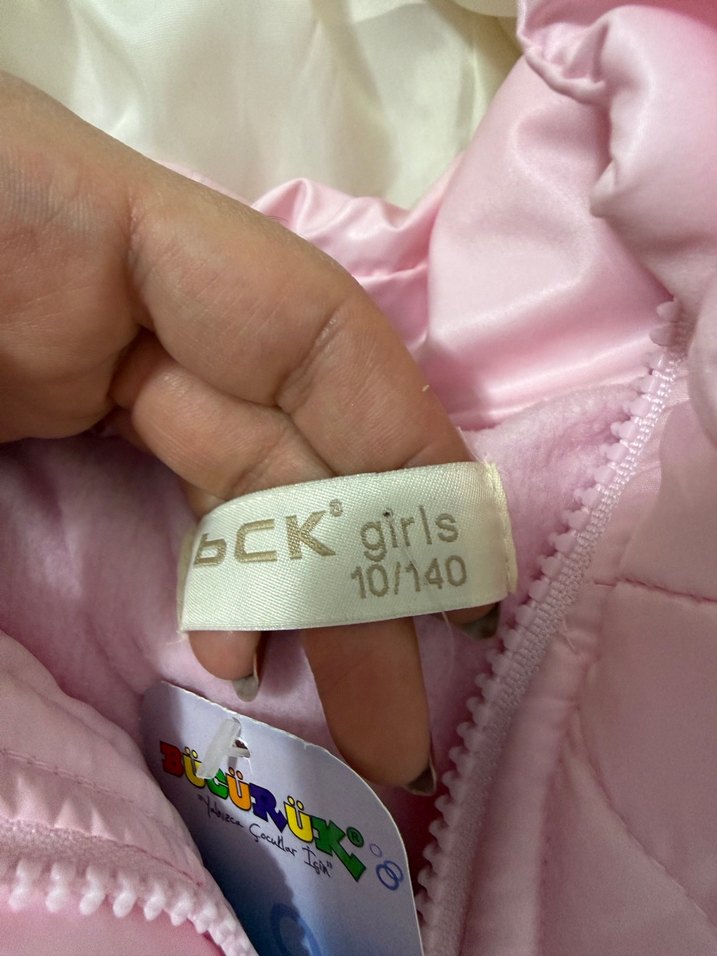 bCK® girls
10/140
BÜCÜRÜK®
"Yalnızca Çocuklar İçin"